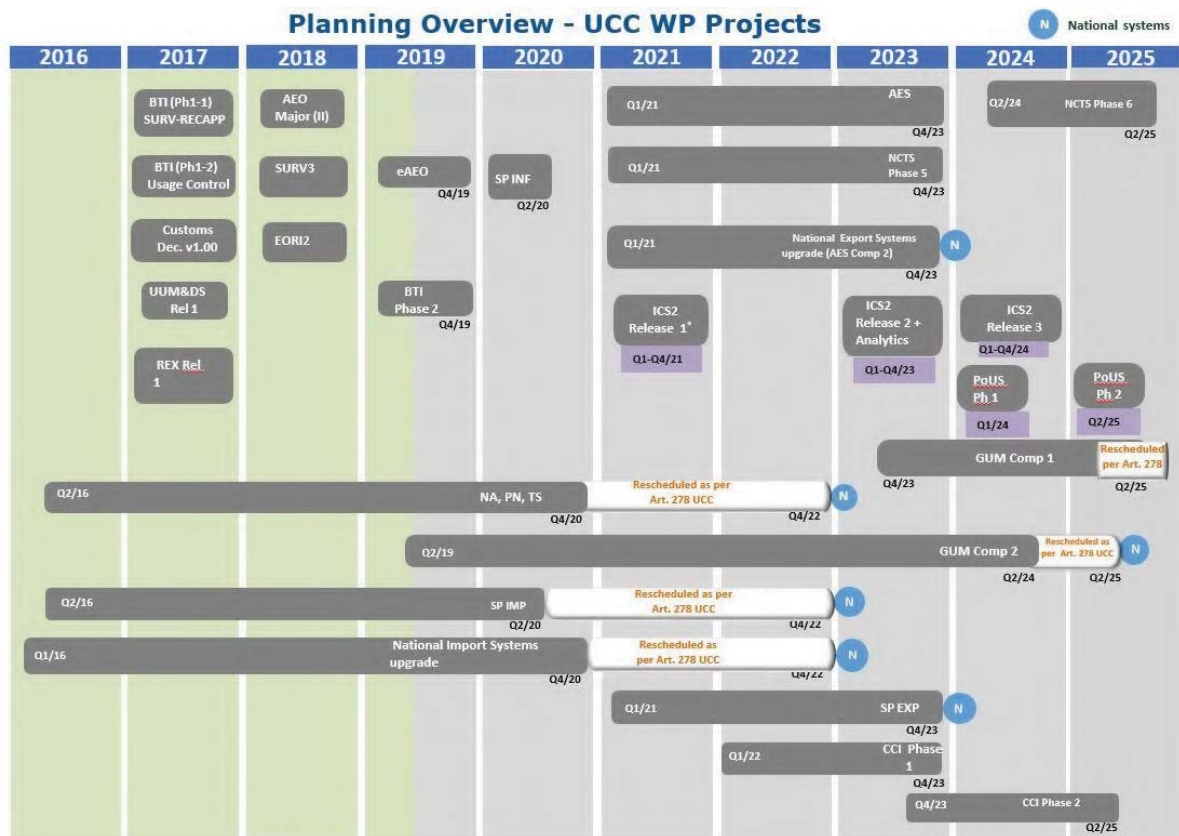 Planning Overview - UCC WP Projects
N National systems
2016 2017 2018 2019 2020 2021 2022 2023 2024 2025
BTI (Ph1-1)
SURV-RECAPP
AEO
Major (II)
Q1/21
AES
Q4/23
Q2/24
NCTS Phase 6
Q2/25
BTI (Ph1-2)
Usage Control
SURV3
eAEO
Q4/19
SP INF
Q2/20
Q1/21
NCTS
Phase 5
Q4/23
Customs
Dec. v1.00
EORI2
Q1/21
National Export Systems
upgrade (AES Comp 2)
Q4/23
N
UUM&DS
Rel 1
BTI
Phase 2
Q4/19
ICS2
Release 1*
Q1-Q4/21
ICS2
Release 2 +
Analytics
Q1-Q4/23
ICS2
Release 3
Q1-Q4/24
REX Rel
1
PoUS
Ph 1
Q1/24
PoUS
Ph 2
Q2/25
GUM Comp 1
Q4/23
Rescheduled
per Art. 278
Q2/25
Q2/16
NA, PN, TS
Q4/20
Rescheduled as per
Art. 278 UCC
Q4/22
N
Q2/19
GUM Comp 2
Q2/24
Rescheduled as
per Art. 278 UCC
Q2/25
N
Q2/16
SP IMP
Q2/20
Rescheduled as per
Art. 278 UCC
Q4/22
N
Q1/16
National Import Systems
upgrade
Q4/20
Rescheduled as
per Art. 278 UCC
Q4/22
N
Q1/21
SP EXP
Q4/23
N
Q1/22
CCI Phase
1
Q4/23
Q4/23
CCI Phase 2
Q2/25